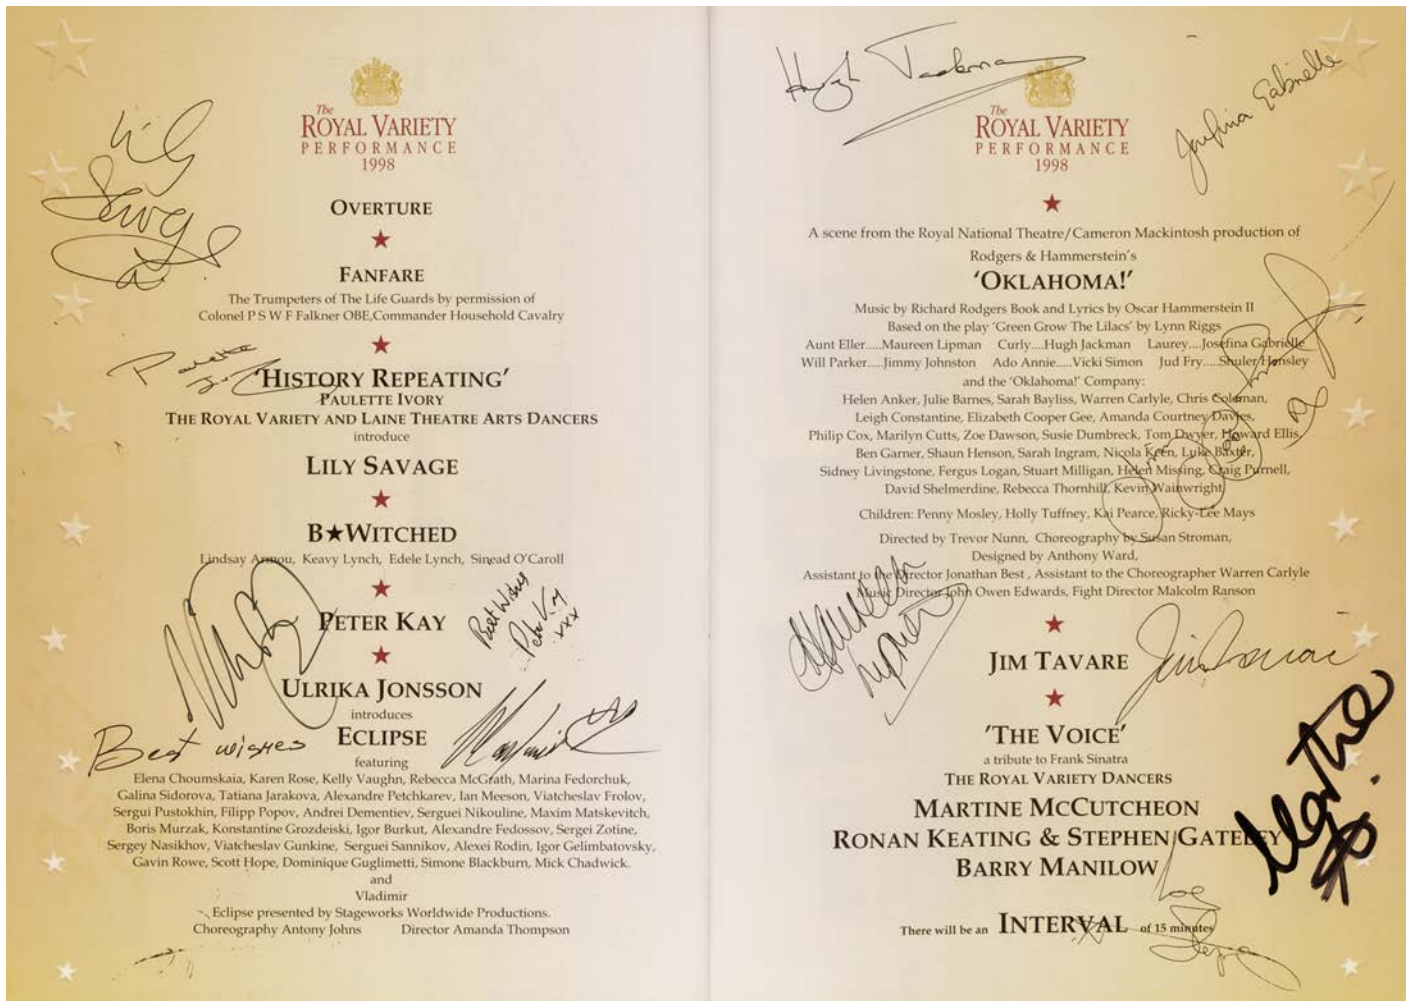 The
ROYAL VARIETY
PERFORMANCE
1998
OVERTURE
FANFARE
The Trumpeters of The Life Guards by permission of
Colonel P S W F Falkner OBE,Commander Household Cavalry
'HISTORY REPEATING'
PAULETTE IVORY
THE ROYAL VARIETY AND LAINE THEATRE ARTS DANCERS
introduce
LILY SAVAGE
B★WITCHED
Lindsay Armou, Keavy Lynch, Edele Lynch, Sinead O'Caroll
PETER KAY
ULRIKA JONSSON
introduces
ECLIPSE
featuring
Elena Choumskaia, Karen Rose, Kelly Vaughn, Rebecca McGrath, Marina Fedorchuk,
Galina Sidorova, Tatiana Jarakova, Alexandre Petchkarev, Ian Meeson, Viatcheslav Frolov,
Sergui Pustokhin, Filipp Popov, Andrei Dementiev, Serguei Nikouline, Maxim Matskevitch,
Boris Murzak, Konstantine Grozdeiski, Igor Burkut, Alexandre Fedossov, Sergei Zotine,
Sergey Nasikhov, Viatcheslav Gunkine, Serguei Sannikov, Alexei Rodin, Igor Gelimbatovsky,
Gavin Rowe, Scott Hope, Dominique Guglimetti, Simone Blackburn, Mick Chadwick.
and
Vladimir
Eclipse presented by Stageworks Worldwide Productions.
Choreography Antony Johns Director Amanda Thompson
Lily
Savage
Paulette
Best Wishes
Peter Kay
xxx
Best wishes
The
ROYAL VARIETY
PERFORMANCE
1998
A scene from the Royal National Theatre/Cameron Mackintosh production of
Rodgers & Hammerstein's
'OKLAHOMA!'
Music by Richard Rodgers Book and Lyrics by Oscar Hammerstein II
Based on the play 'Green Grow The Lilacs' by Lynn Riggs
Aunt Eller.....Maureen Lipman Curly....Hugh Jackman Laurey....Josefina Gabrielle
Will Parker.....Jimmy Johnston Ado Annie.....Vicki Simon Jud Fry.....Shuler Hensley
and the 'Oklahoma!' Company:
Helen Anker, Julie Barnes, Sarah Bayliss, Warren Carlyle, Chris Coleman,
Leigh Constantine, Elizabeth Cooper Gee, Amanda Courtney Davies,
Philip Cox, Marilyn Cutts, Zoe Dawson, Susie Dumbreck, Tom Dwyer, Howard Ellis,
Ben Garner, Shaun Henson, Sarah Ingram, Nicola Keen, Luke Baxter,
Sidney Livingstone, Fergus Logan, Stuart Milligan, Helen Missing, Craig Purnell,
David Shelmerdine, Rebecca Thornhill, Kevin Wainwright
Children: Penny Mosley, Holly Tuffney, Kai Pearce, Ricky-Lee Mays
Directed by Trevor Nunn, Choreography by Susan Stroman,
Designed by Anthony Ward,
Assistant to the Director Jonathan Best , Assistant to the Choreographer Warren Carlyle
Music Director John Owen Edwards, Fight Director Malcolm Ranson
JIM TAVARE
'THE VOICE'
a tribute to Frank Sinatra
THE ROYAL VARIETY DANCERS
MARTINE MCCUTCHEON
RONAN KEATING & STEPHEN GATELEY
BARRY MANILOW
There will be an INTERVAL of 15 minutes
Hugh Jackman
Josefina Gabrielle
Maureen
Lipman
Jim Tavare
Martine